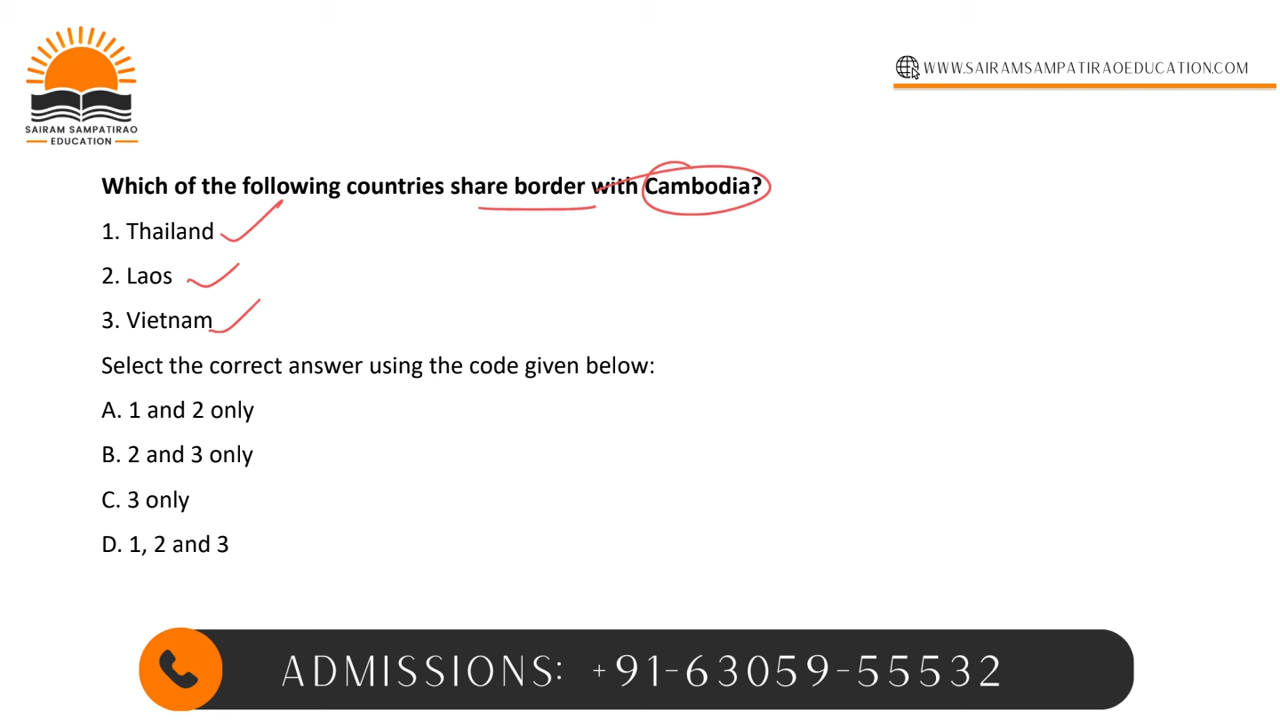 SAIRAM SAMPATIRAO
EDUCATION
WWW.SAIRAMSAMPATIRAOEDUCATION.COM
Which of the following countries share border with Cambodia?
1. Thailand
2. Laos
3. Vietnam
Select the correct answer using the code given below:
A. 1 and 2 only
B. 2 and 3 only
C. 3 only
D. 1, 2 and 3
ADMISSIONS: +91-63059-55532